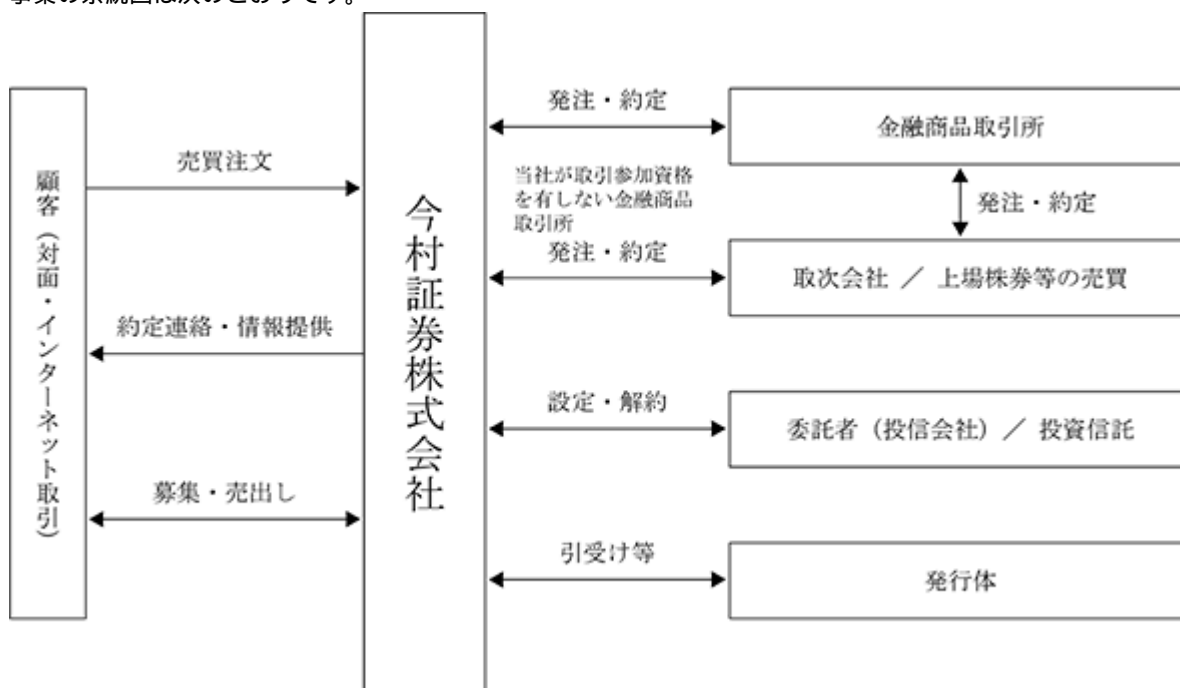 事業の系統図は次のとおりです。
顧客（対面・インターネット取引）
売買注文
約定連絡・情報提供
募集・売出し
今村証券株式会社
発注・約定
当社が取引参加資格
を有しない金融商品
取引所
発注・約定
設定・解約
引受け等
金融商品取引所
発注・約定
取次会社 ／ 上場株券等の売買
委託者（投信会社）／ 投資信託
発行体